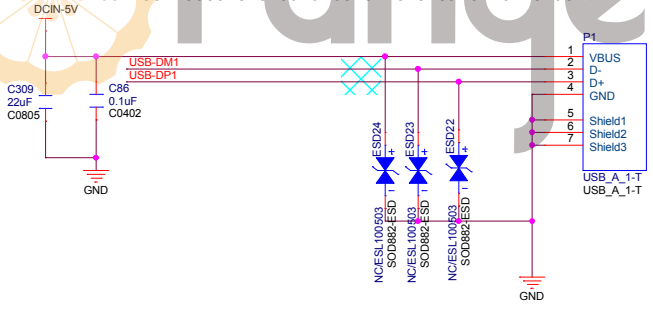 Orange
DCIN-5V
P1
USB-DM1
USB-DP1
1
2
3
4
5
6
7
VBUS
D-
D+
GND
Shield1
Shield2
Shield3
C309
22uF
C0805
C86
0.1uF
C0402
ESD24
ESD23
ESD22
+
+
+
NC/ESL100503
SOD882-ESD
NC/ESL100503
SOD882-ESD
NC/ESL100503
SOD882-ESD
USB_A_1-T
USB_A_1-T
GND
GND